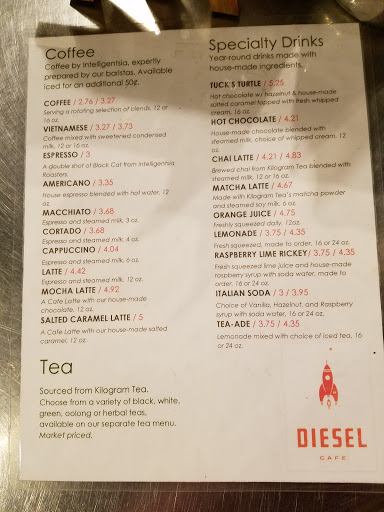 Coffee
Coffee by Intelligentsia, expertly
prepared by our baristas. Available
iced for an additional 50¢.
COFFEE / 2.76 / 3.27
Serving a rotating selection of blends. 12 or
16 oz.
VIETNAMESE / 3.27 / 3.73
Coffee mixed with sweetened condensed
milk, 12 or 16 oz.
ESPRESSO / 3
A double shot of Black Cat from Intelligentsia
Roasters.
AMERICANO / 3.35
House espresso blended with hot water, 12
oz.
MACCHIATO / 3.68
Espresso and steamed milk, 3 oz.
CORTADO / 3.68
Espresso and steamed milk, 4 oz.
CAPPUCCINO / 4.04
Espresso and steamed milk, 6 oz.
LATTE / 4.42
Espresso and steamed milk, 12 oz.
MOCHA LATTE / 4.92
A Cafe Latte with our house-made
chocolate, 12 oz.
SALTED CARAMEL LATTE / 5
A Cafe Latte with our house-made salted
caramel, 12 oz.
Tea
Sourced from Kilogram Tea.
Choose from a variety of black, white,
green, oolong or herbal teas,
available on our separate tea menu.
Market priced.
Specialty Drinks
Year-round drinks made with
house-made ingredients.
TUCK'S TURTLE / 5.25
Hot chocolate w/ hazelnut & house-made
salted caramel topped with fresh whipped
cream, 16 oz.
HOT CHOCOLATE / 4.21
House-made chocolate blended with
steamed milk, choice of whipped cream, 12
oz.
CHAI LATTE / 4.21 / 4.83
Brewed chai from Kilogram Tea blended with
steamed milk, 12 or 16 oz.
MATCHA LATTE / 4.67
Made with Kilogram Tea's matcha powder
and steamed soy milk, 6 oz.
ORANGE JUICE / 4.75
Freshly squeezed daily, 12oz.
LEMONADE / 3.75 / 4.35
Fresh squeezed, made to order, 16 or 24 oz.
RASPBERRY LIME RICKEY / 3.75 / 4.35
Fresh squeezed lime juice and house-made
raspberry syrup with soda water, made to
order, 16 or 24 oz.
ITALIAN SODA / 3 / 3.95
Choice of Vanilla, Hazelnut, and Raspberry
syrup with soda water, 16 or 24 oz.
TEA-ADE / 3.75 / 4.35
Lemonade mixed with choice of iced tea, 16
or 24 oz.
DIESEL
CAFE